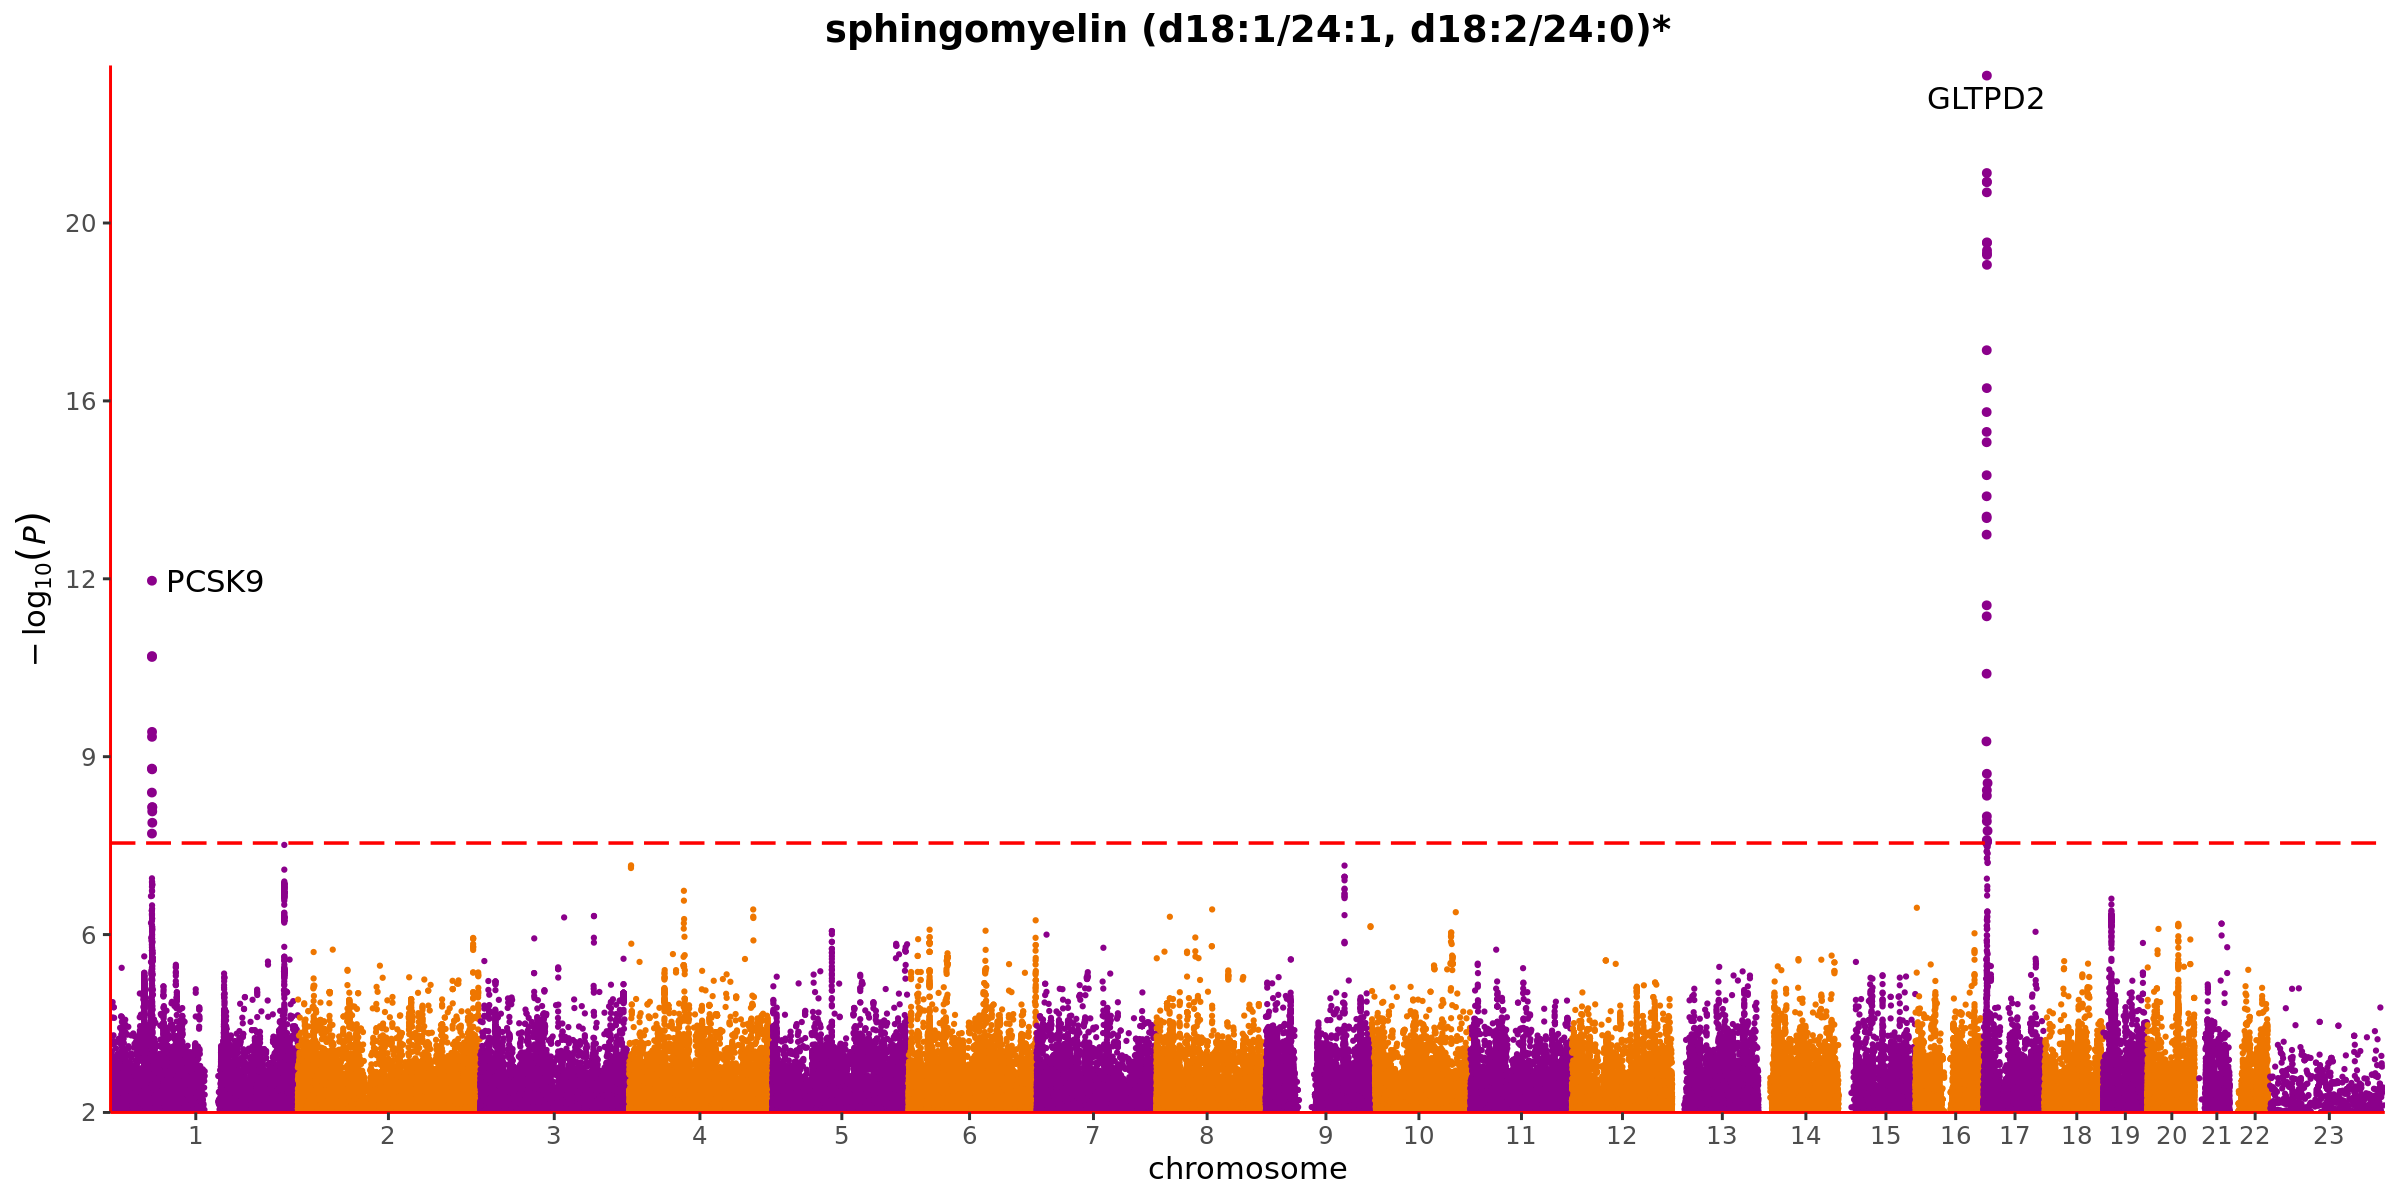 sphingomyelin (d18:1/24:1, d18:2/24:0)*
GLTPD2
PCSK9
− log10(P)
20
16
12
9
6
2
1 2 3 4 5 6 7 8 9 10 11 12 13 14 15 16 17 18 19 20 21 22 23
chromosome